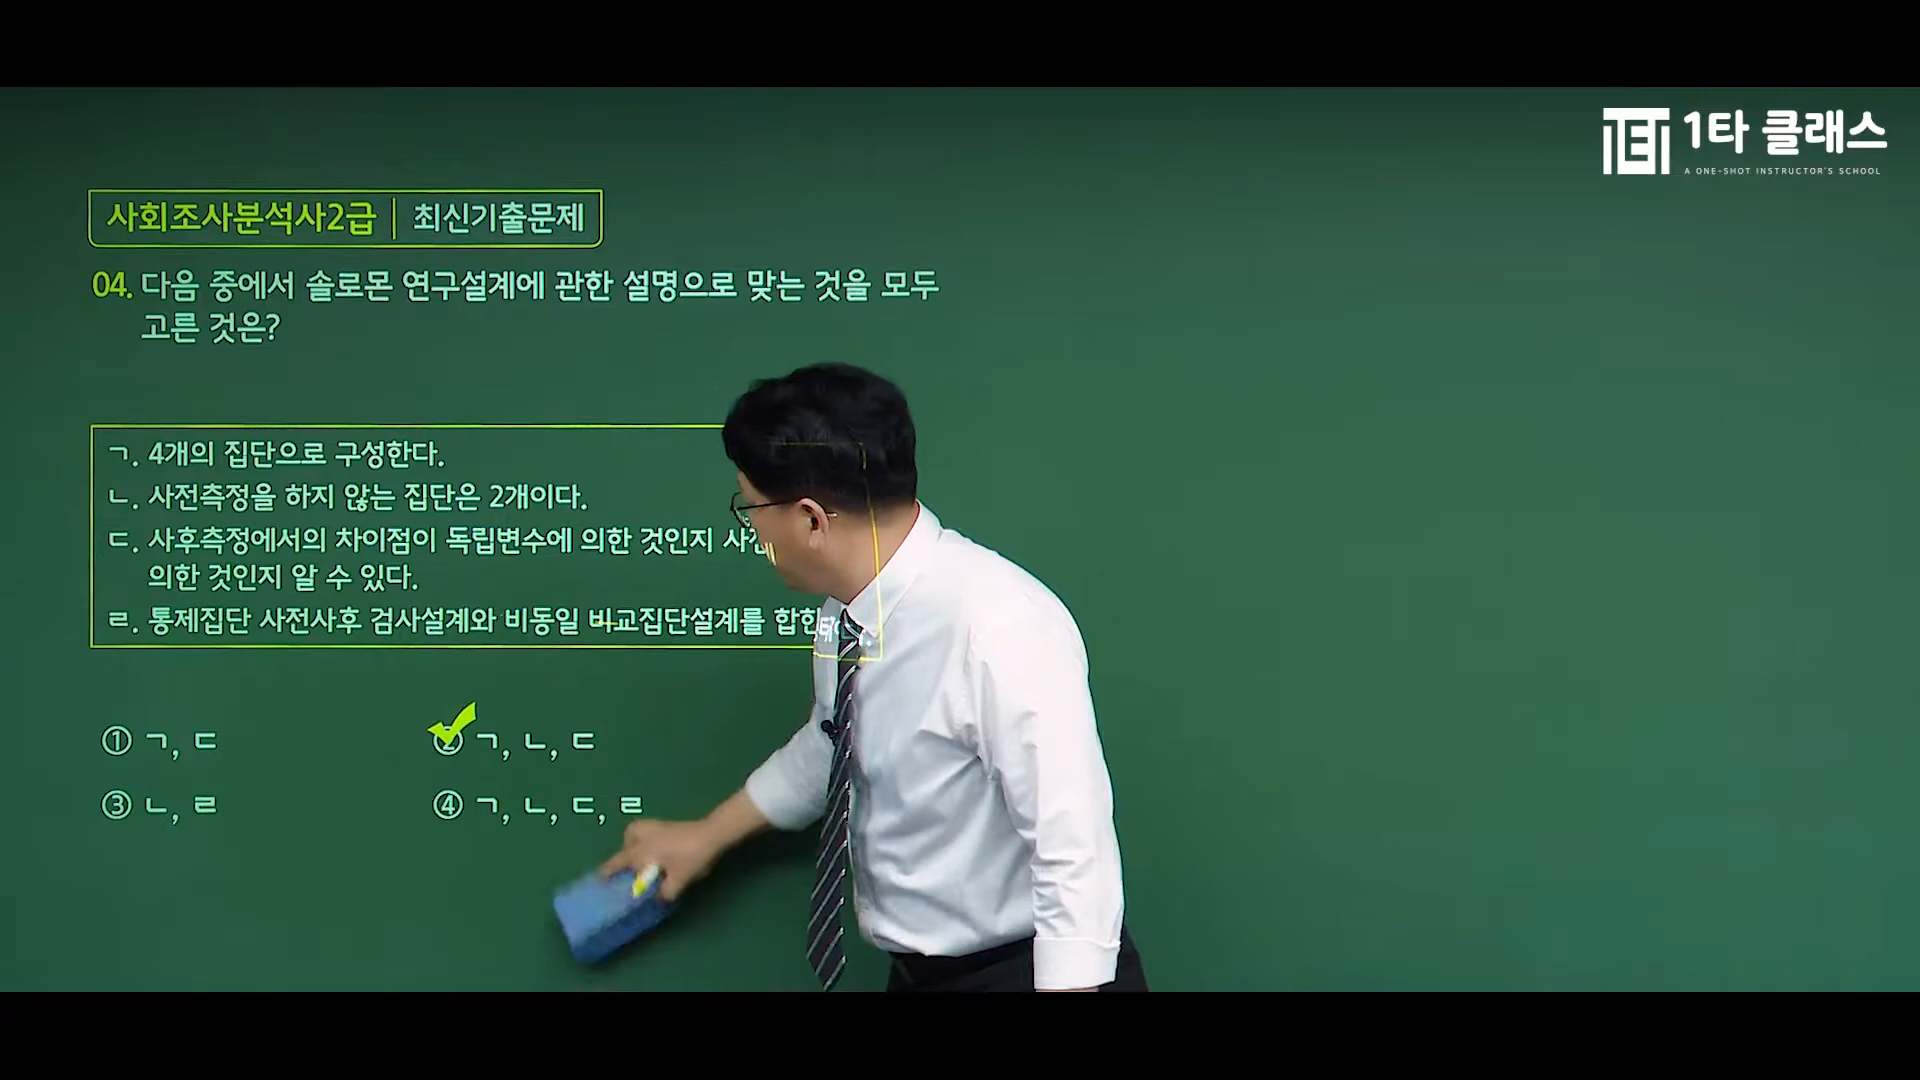 1타 클래스
A ONE-SHOT INSTRUCTOR'S SCHOOL
사회조사분석사2급 | 최신기출문제
04. 다음 중에서 솔로몬 연구설계에 관한 설명으로 맞는 것을 모두
고른 것은?
ㄱ. 4개의 집단으로 구성한다.
ㄴ. 사전측정을 하지 않는 집단은 2개이다.
ㄷ. 사후측정에서의 차이점이 독립변수에 의한 것인지
의한 것인지 알 수 있다.
ㄹ. 통제집단 사전사후 검사설계와 비동일 비교집단설계를
① ㄱ, ㄷ
② ㄱ, ㄴ, ㄷ
③ ㄴ, ㄹ
④ ㄱ, ㄴ, ㄷ, ㄹ